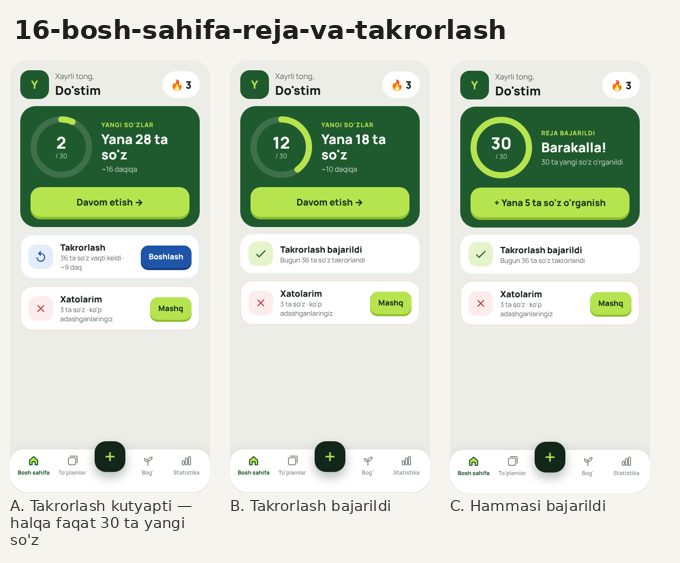 16-bosh-sahifa-reja-va-takrorlash
Y
Xayrli tong,
Do'stim
🔥 3
2
/ 30
YANGI SO'ZLAR
Yana 28 ta
so'z
~16 daqiqa
Davom etish →
Takrorlash
36 ta so'z vaqti keldi ·
~9 daq
Boshlash
Xatolarim
3 ta so'z · ko'p
adashganlaringiz
Mashq
+
Bosh sahifa
To'plamlar
Bog'
Statistika
A. Takrorlash kutyapti —
halqa faqat 30 ta yangi
so'z
Y
Xayrli tong,
Do'stim
🔥 3
12
/ 30
YANGI SO'ZLAR
Yana 18 ta
so'z
~10 daqiqa
Davom etish →
Takrorlash bajarildi
Bugun 36 ta so'z takrorlandi
Xatolarim
3 ta so'z · ko'p
adashganlaringiz
Mashq
+
Bosh sahifa
To'plamlar
Bog'
Statistika
B. Takrorlash bajarildi
Y
Xayrli tong,
Do'stim
🔥 3
30
/ 30
REJA BAJARILDI
Barakalla!
30 ta yangi so'z o'rganildi
+ Yana 5 ta so'z o'rganish
Takrorlash bajarildi
Bugun 36 ta so'z takrorlandi
Xatolarim
3 ta so'z · ko'p
adashganlaringiz
Mashq
+
Bosh sahifa
To'plamlar
Bog'
Statistika
C. Hammasi bajarildi